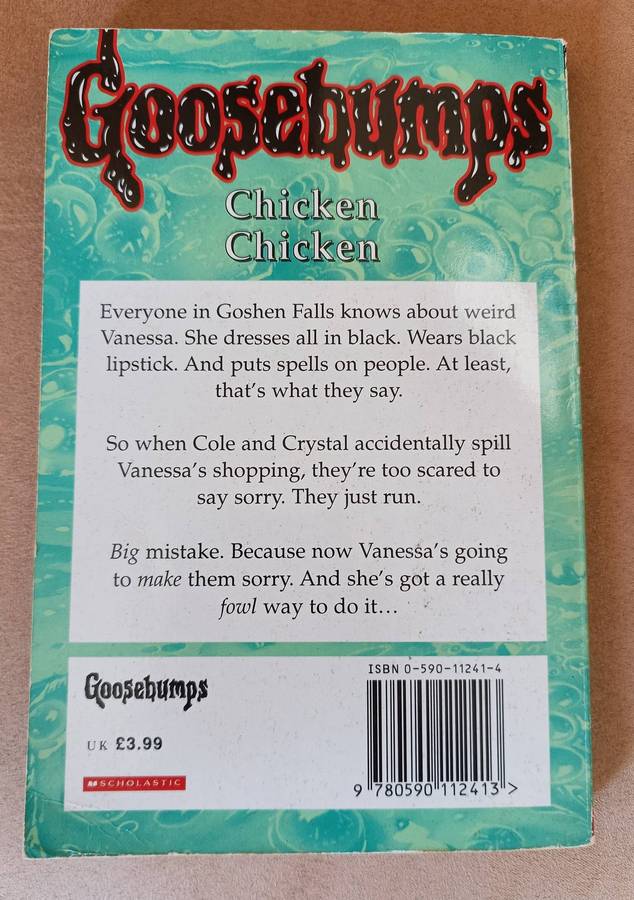 Goosebumps
Chicken
Chicken
Everyone in Goshen Falls knows about weird
Vanessa. She dresses all in black. Wears black
lipstick. And puts spells on people. At least,
that's what they say.
So when Cole and Crystal accidentally spill
Vanessa's shopping, they're too scared to
say sorry. They just run.
Big mistake. Because now Vanessa's going
to make them sorry. And she's got a really
fowl way to do it…
Goosebumps
UK £3.99
SCHOLASTIC
ISBN 0-590-11241-4
9 780590 112413 >